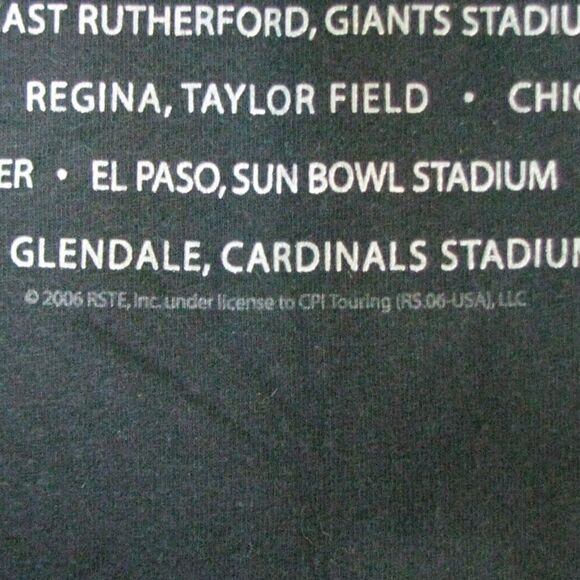 AST RUTHERFORD, GIANTS STADIU
REGINA, TAYLOR FIELD • CHIC
ER • EL PASO, SUN BOWL STADIUM
GLENDALE, CARDINALS STADIUM
© 2006 RSTE, Inc. under license to CPI Touring (RS.06-USA), LLC